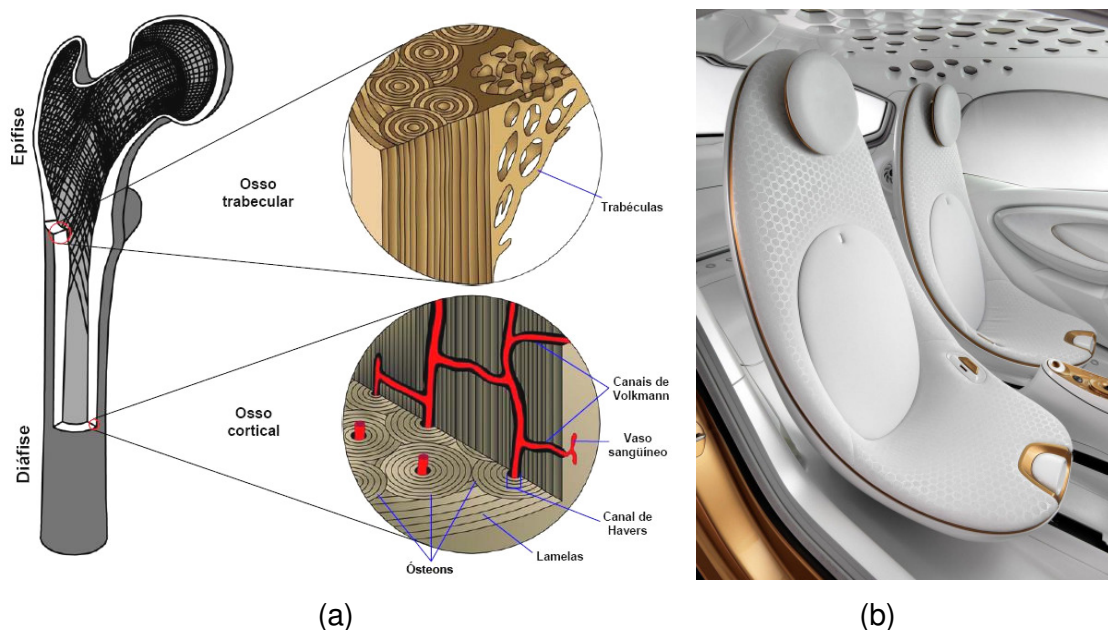 Epífise
Osso
trabecular
Trabéculas
Diáfise
Osso
cortical
Canais de
Volkmann
Vaso
sangüíneo
Canal de
Havers
Lamelas
Ósteons
(a)
(b)